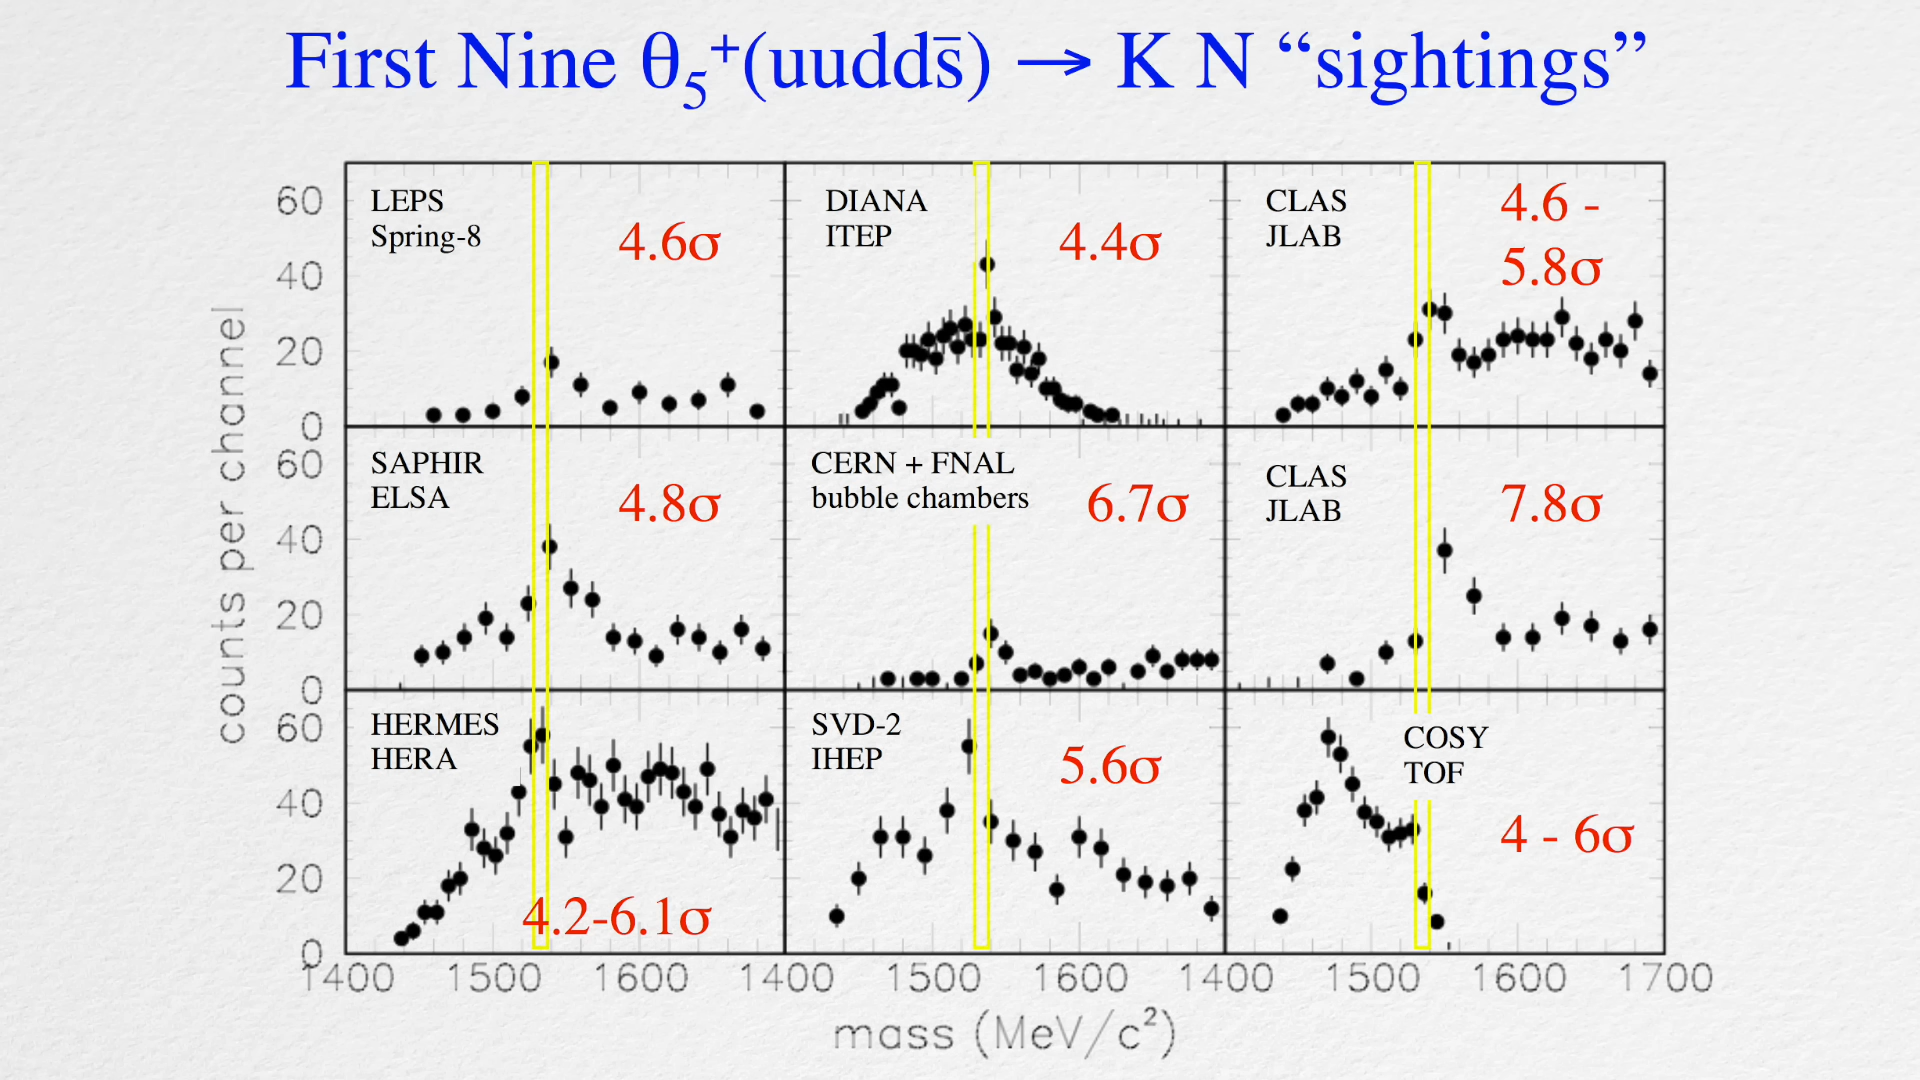 First Nine θ₅⁺(uudds̄) → K N “sightings”
counts per channel
60
40
20
0
LEPS
Spring-8
4.6σ
DIANA
ITEP
4.4σ
CLAS
JLAB
4.6 -
5.8σ
60
40
20
0
SAPHIR
ELSA
4.8σ
CERN + FNAL
bubble chambers
6.7σ
CLAS
JLAB
7.8σ
60
40
20
0
HERMES
HERA
4.2-6.1σ
SVD-2
IHEP
5.6σ
COSY
TOF
4 - 6σ
1400 1500 1600 1400 1500 1600 1400 1500 1600 1700
mass (MeV/c²)